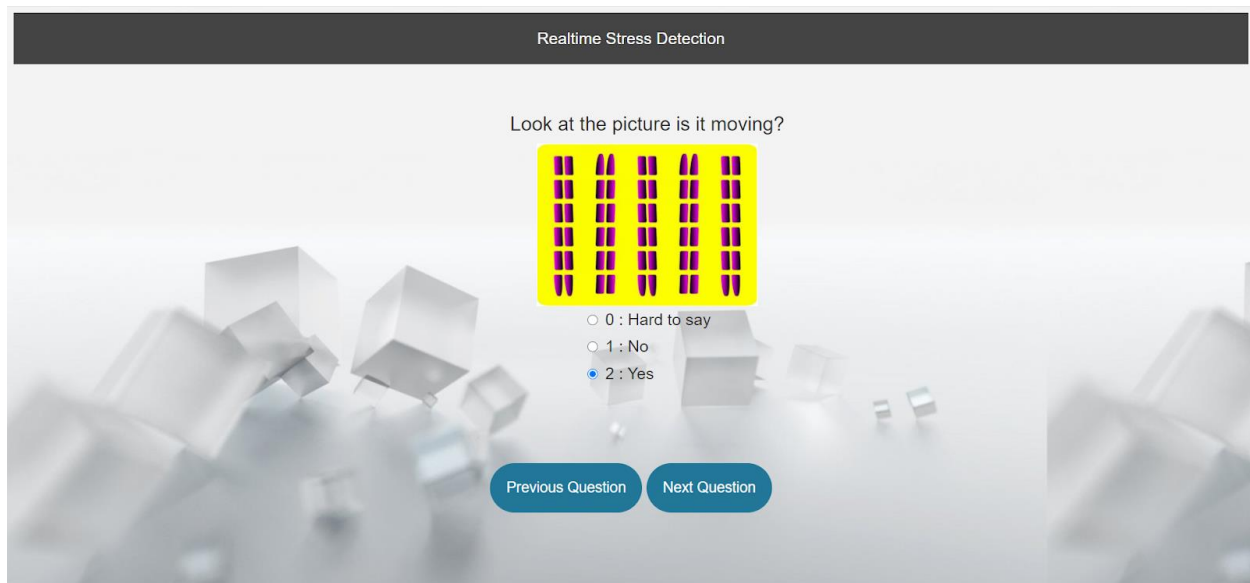 Realtime Stress Detection
Look at the picture is it moving?
0 : Hard to say
1 : No
2 : Yes
Previous Question Next Question